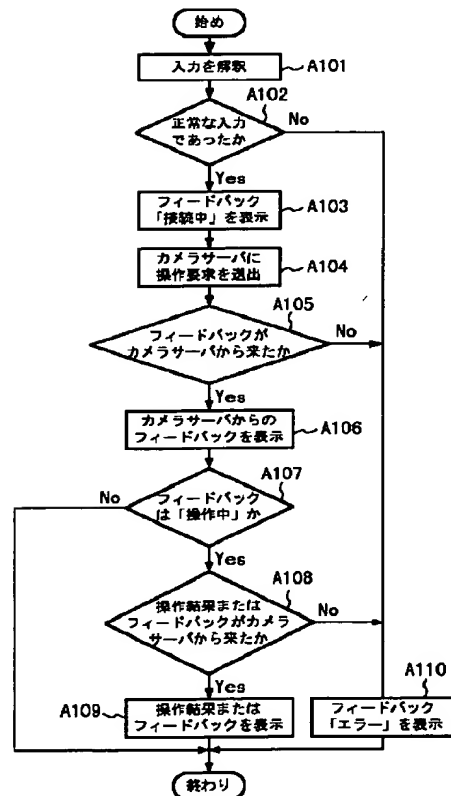 始め
入力を解釈
A101
A102
正常な入力
であったか
No
Yes
フィードバック
「接続中」を表示
A103
カメラサーバに
操作要求を送出
A104
A105
フィードバックが
カメラサーバから来たか
No
Yes
カメラサーバからの
フィードバックを表示
A106
A107
No
フィードバック
は「操作中」か
Yes
A108
操作結果または
フィードバックがカメラ
サーバから来たか
No
Yes
A109
操作結果または
フィードバックを表示
A110
フィードバック
「エラー」を表示
終わり